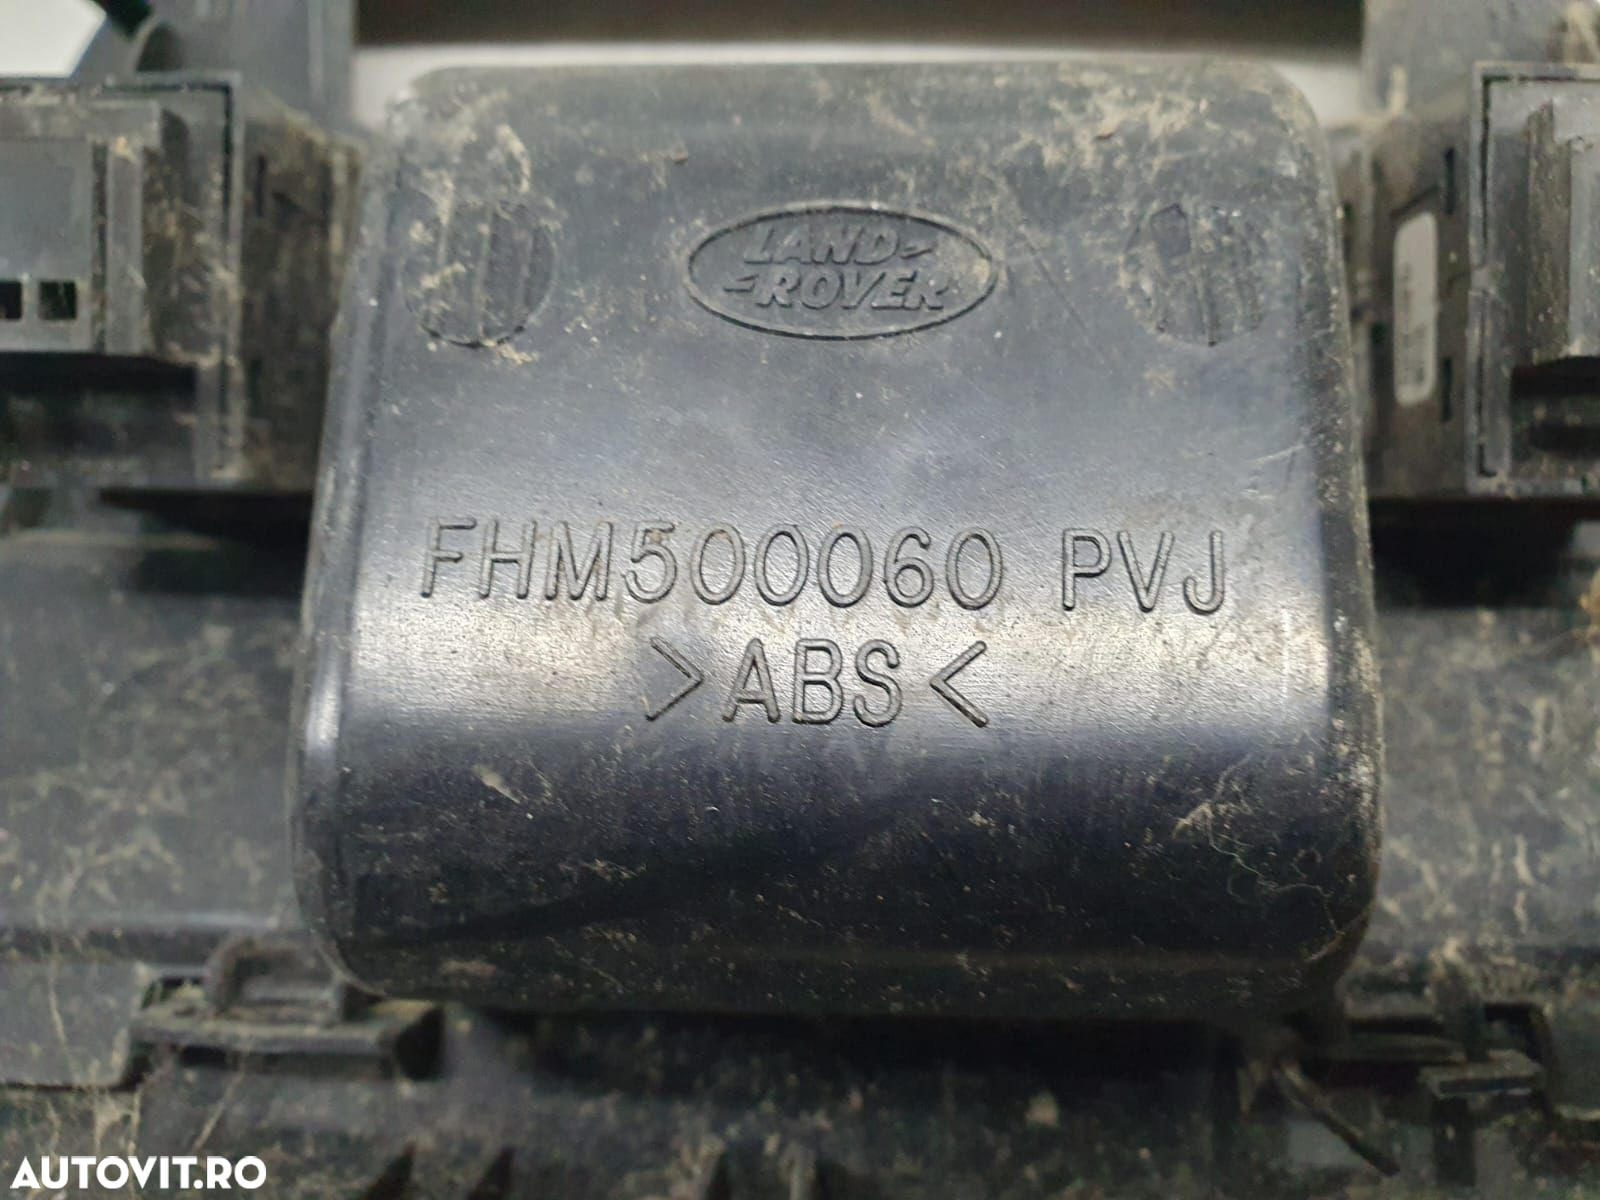 LAND
ROVER
FHM500060 PVJ
>ABS<
AUTOVIT.RO